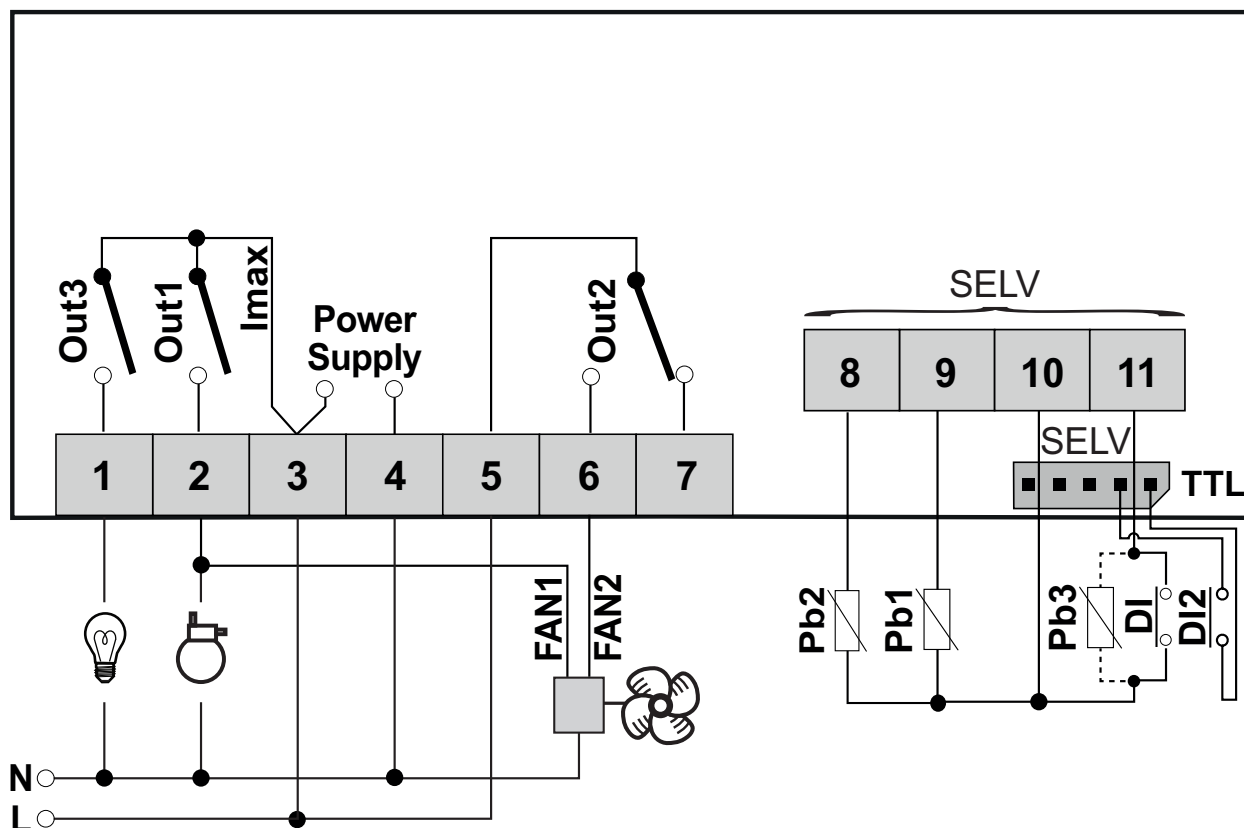 Out3
Out1
Imax
Power
Supply
Out2
SELV
1
2
3
4
5
6
7
8
9
10
11
SELV
TTL
FAN1
FAN2
Pb2
Pb1
Pb3
DI
DI2
N
L